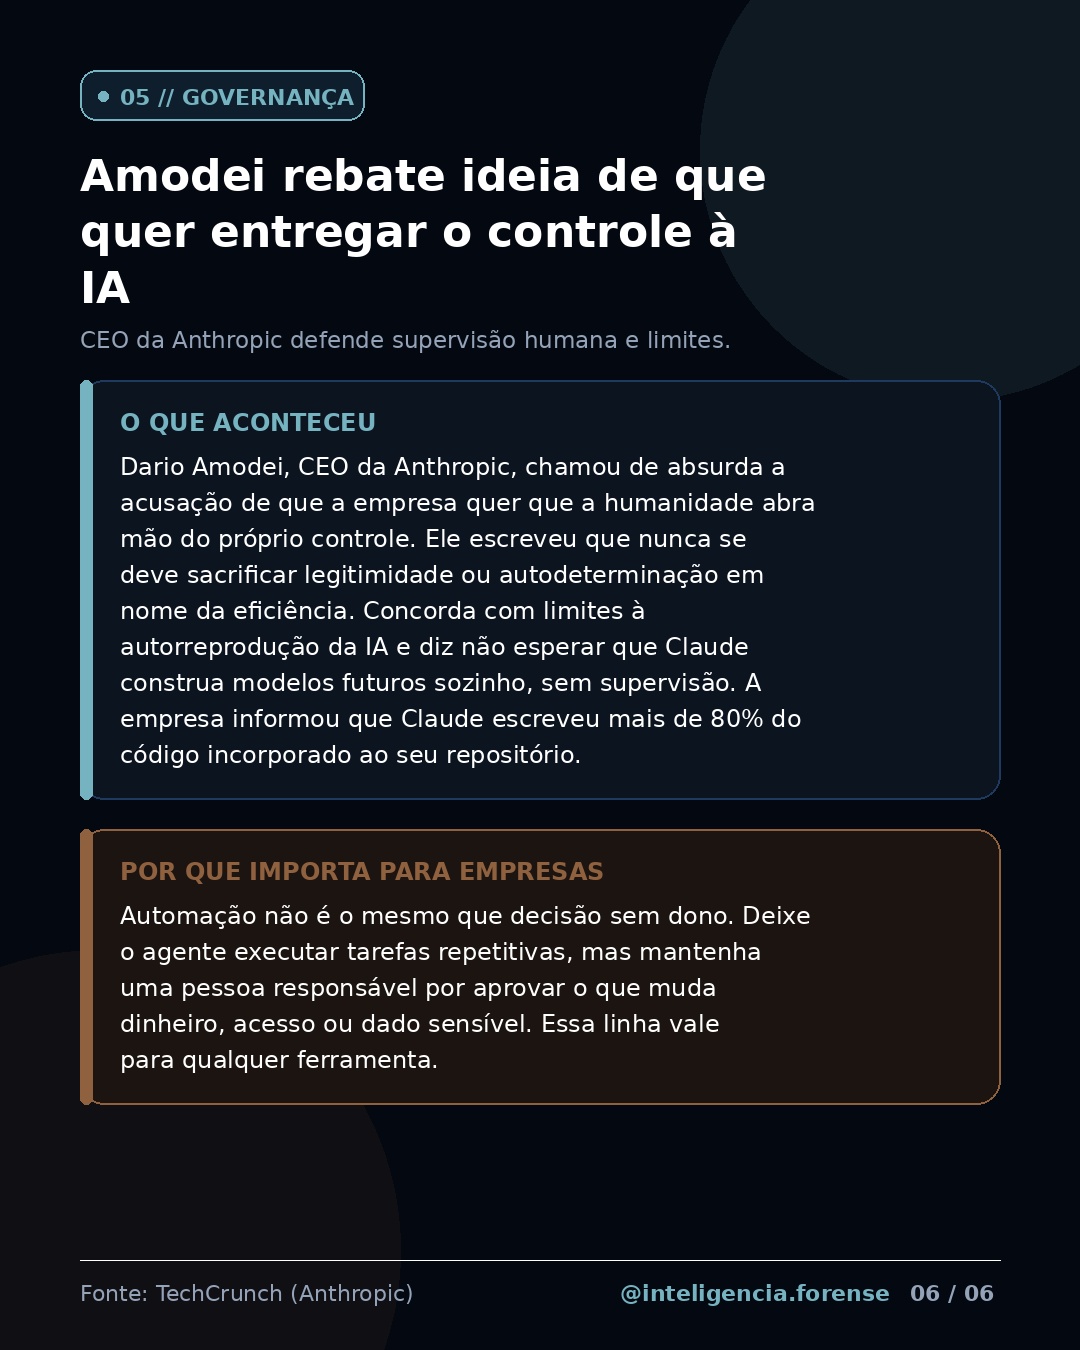 05 // GOVERNANÇA
Amodei rebate ideia de que
quer entregar o controle à
IA
CEO da Anthropic defende supervisão humana e limites.
O QUE ACONTECEU
Dario Amodei, CEO da Anthropic, chamou de absurda a
acusação de que a empresa quer que a humanidade abra
mão do próprio controle. Ele escreveu que nunca se
deve sacrificar legitimidade ou autodeterminação em
nome da eficiência. Concorda com limites à
autorreprodução da IA e diz não esperar que Claude
construa modelos futuros sozinho, sem supervisão. A
empresa informou que Claude escreveu mais de 80% do
código incorporado ao seu repositório.
POR QUE IMPORTA PARA EMPRESAS
Automação não é o mesmo que decisão sem dono. Deixe
o agente executar tarefas repetitivas, mas mantenha
uma pessoa responsável por aprovar o que muda
dinheiro, acesso ou dado sensível. Essa linha vale
para qualquer ferramenta.
Fonte: TechCrunch (Anthropic) @inteligencia.forense 06 / 06